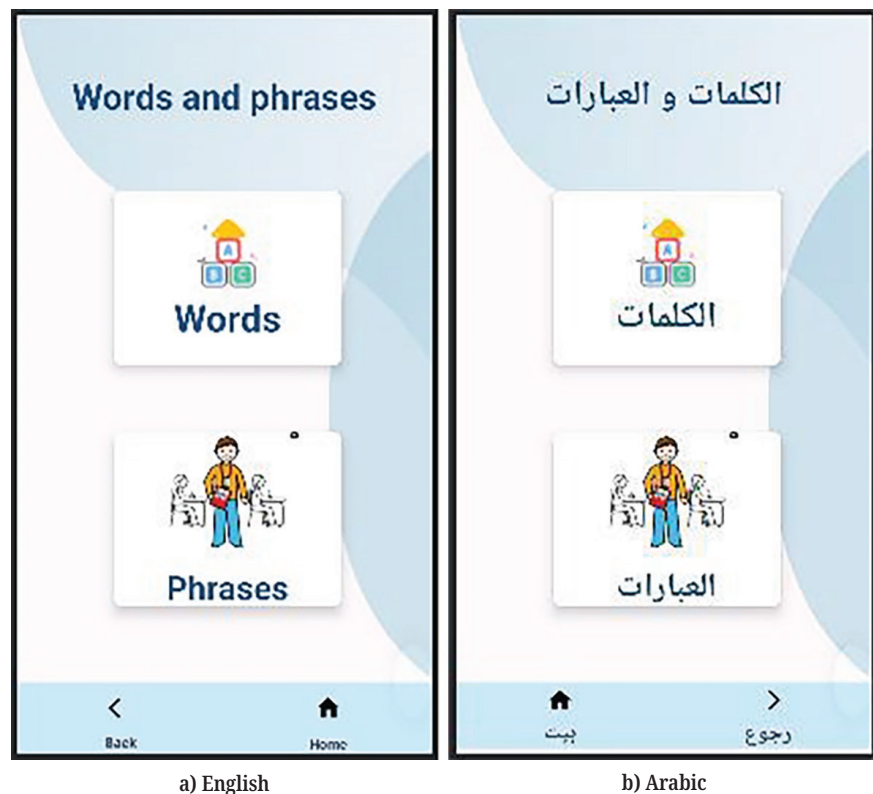 Words and phrases
A
B C
Words
Phrases
Back
Home
a) English
الكلمات و العبارات
A
B C
الكلمات
العبارات
رجوع
بيت
b) Arabic